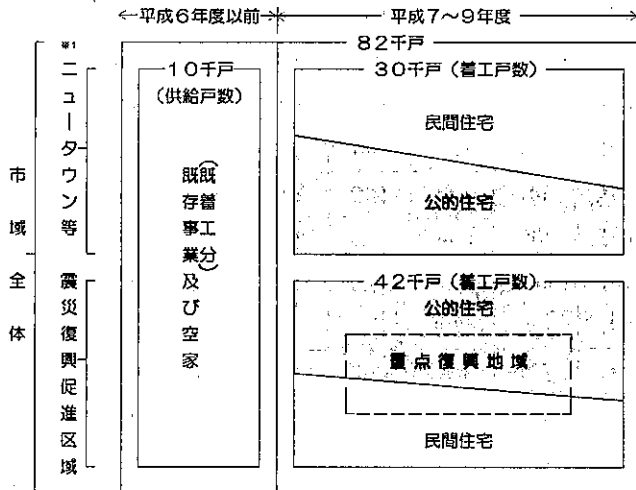 平成6年度以前
平成7〜9年度
82千戸
※1
市域全体
ニュータウン等
震災復興促進区域
10千戸
(供給戸数)
既存事業及び空家
(既着工分)
30千戸(着工戸数)
民間住宅
公的住宅
42千戸(着工戸数)
公的住宅
重点復興地域
民間住宅